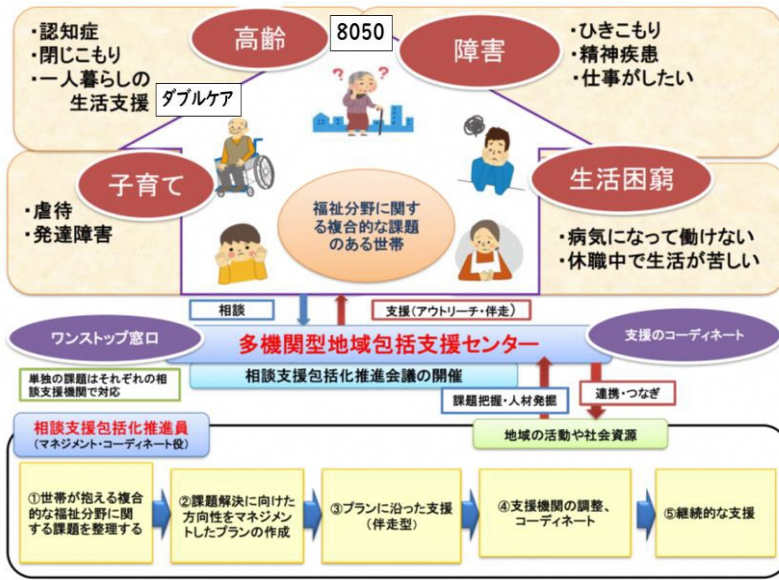 高齢
8050
障害
・認知症
・閉じこもり
・一人暮らしの
生活支援
ダブルケア
・ひきこもり
・精神疾患
・仕事がしたい
? ?
子育て
・虐待
・発達障害
福祉分野に関す
る複合的な課題
のある世帯
生活困窮
・病気になって働けない
・休職中で生活が苦しい
相談
支援(アウトリーチ・伴走)
ワンストップ窓口
多機関型地域包括支援センター
支援のコーディネート
相談支援包括化推進会議の開催
単独の課題はそれぞれの相
談支援機関で対応
課題把握・人材発掘
連携・つなぎ
相談支援包括化推進員
(マネジメント・コーディネート役)
地域の活動や社会資源
①世帯が抱える複合
的な福祉分野に関
する課題を整理する
②課題解決に向けた
方向性をマネジメン
トしたプランの作成
③プランに沿った支援
(伴走型)
④支援機関の調整、
コーディネート
⑤継続的な支援